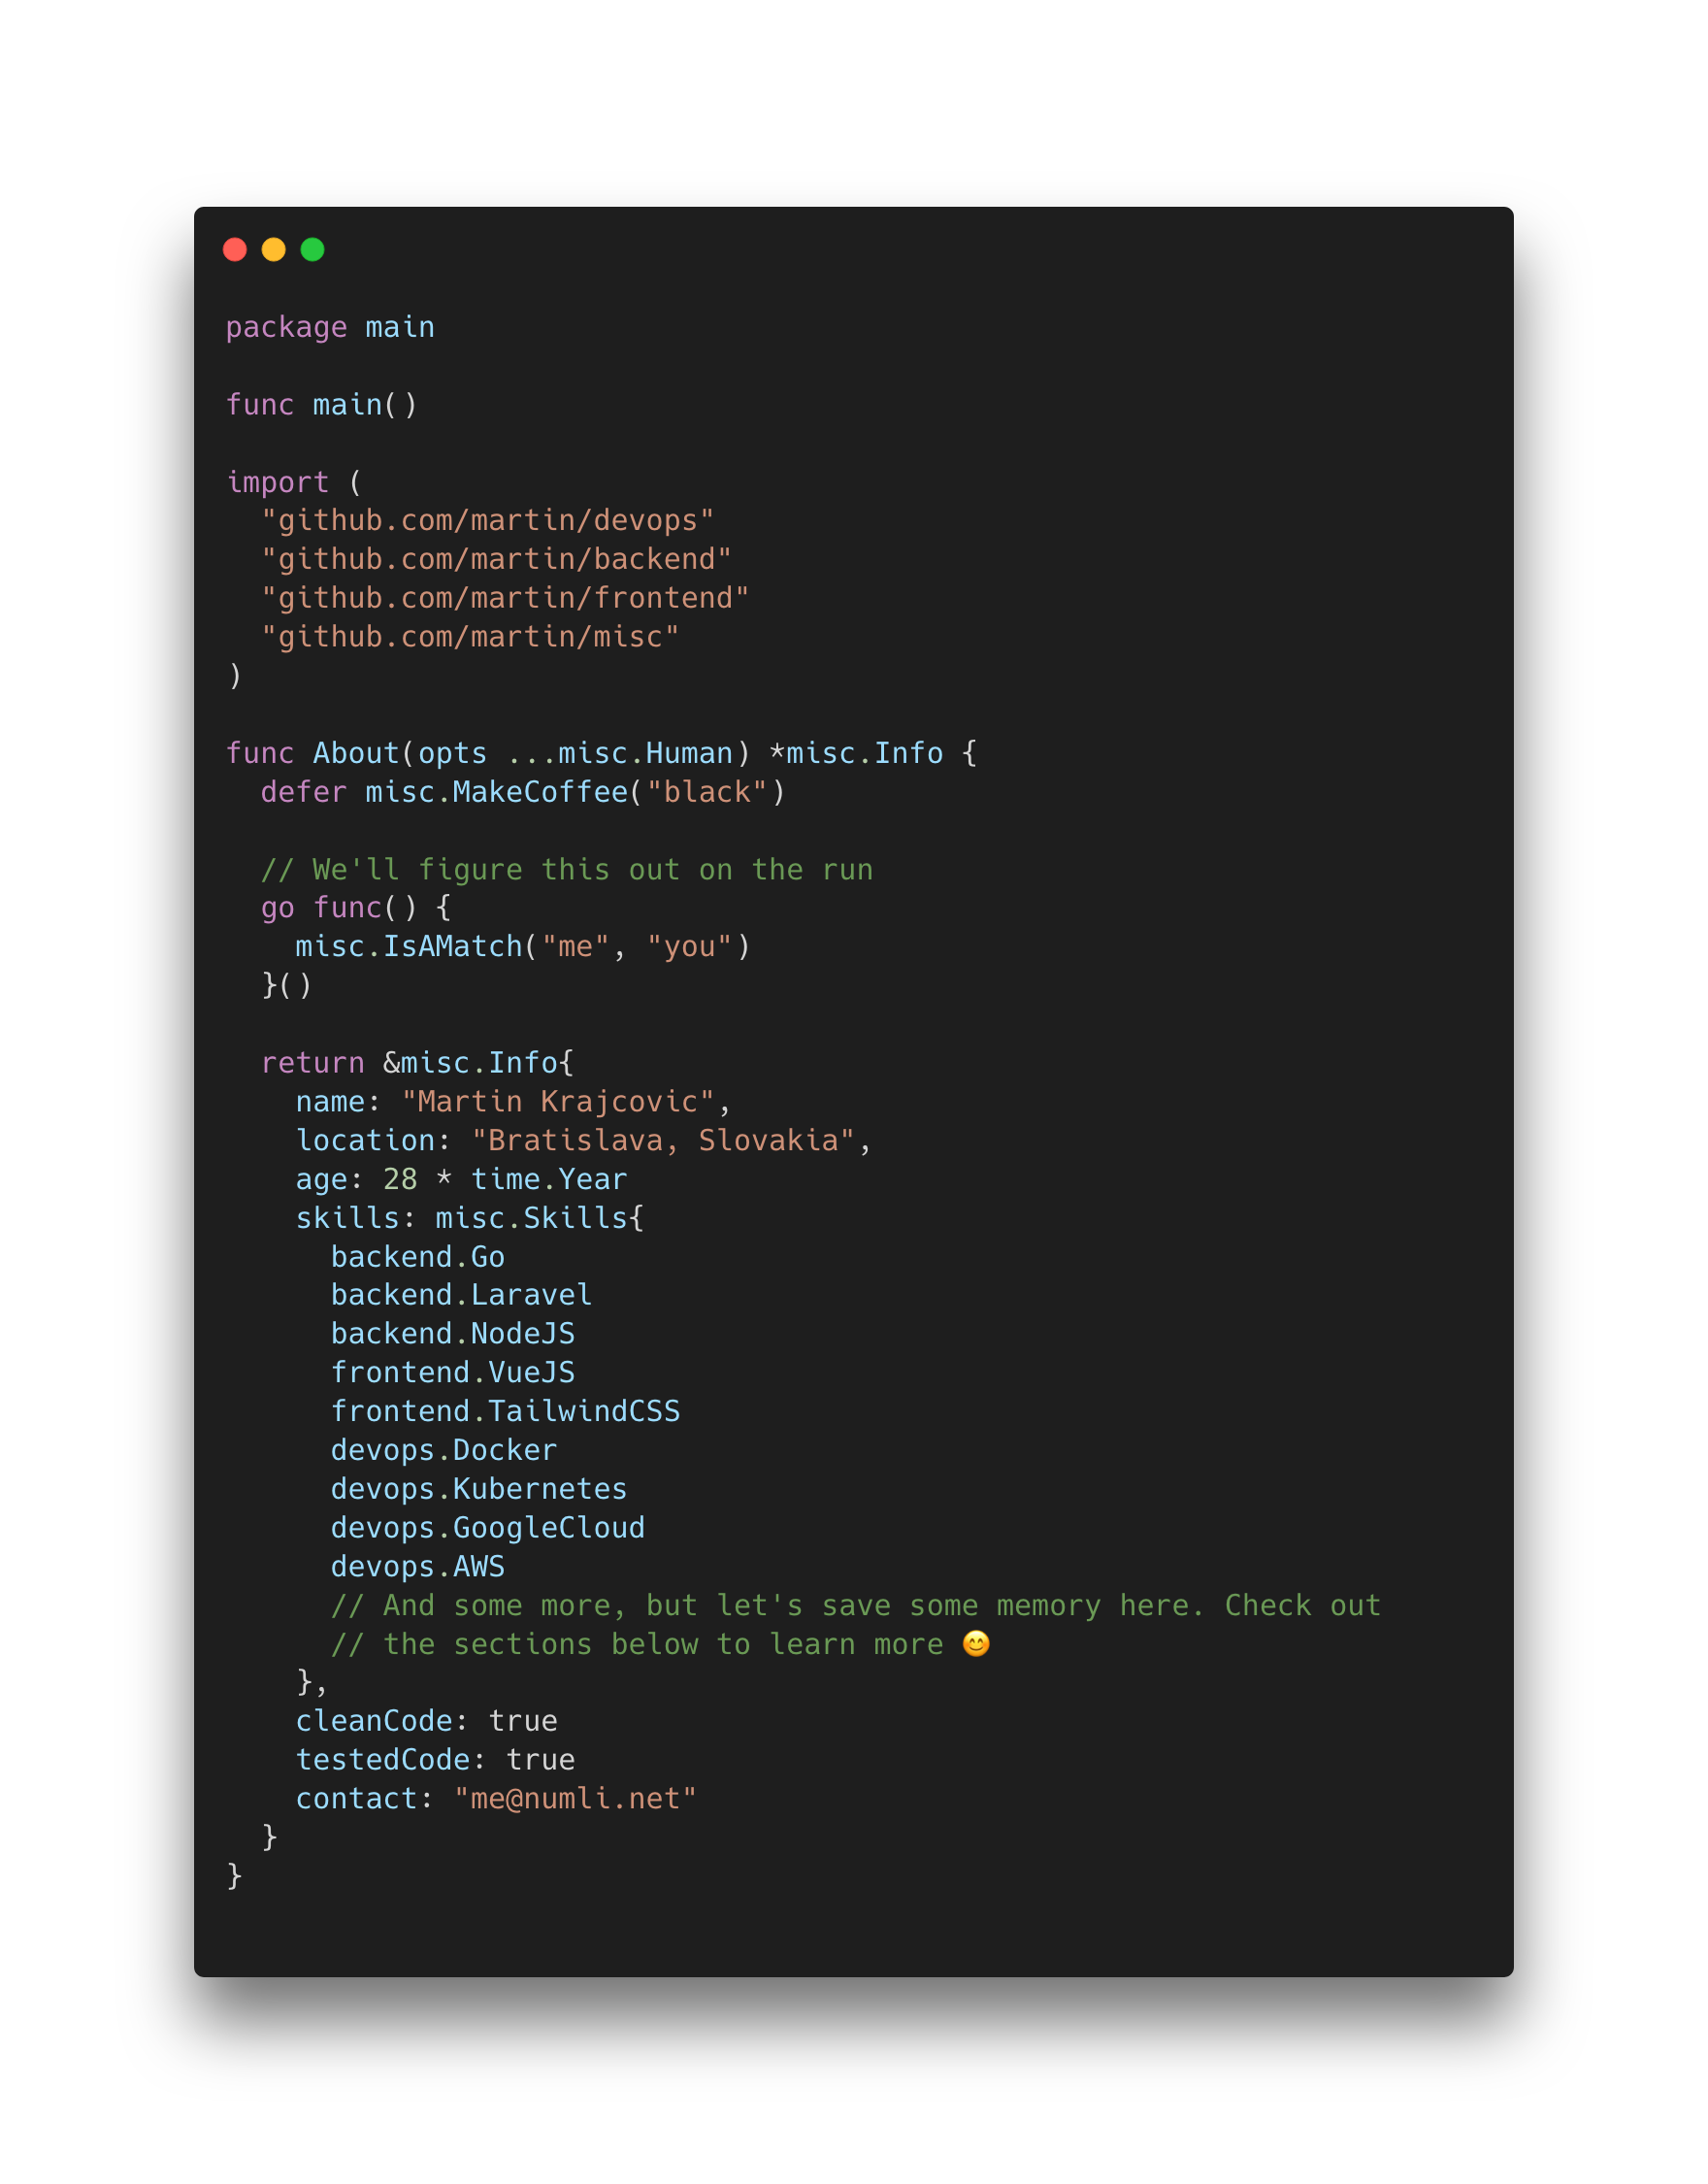 package main
func main()
import (
"github.com/martin/devops"
"github.com/martin/backend"
"github.com/martin/frontend"
"github.com/martin/misc"
)
func About(opts ...misc.Human) *misc.Info {
defer misc.MakeCoffee("black")
// We'll figure this out on the run
go func() {
misc.IsAMatch("me", "you")
}()
return &misc.Info{
name: "Martin Krajcovic",
location: "Bratislava, Slovakia",
age: 28 * time.Year
skills: misc.Skills{
backend.Go
backend.Laravel
backend.NodeJS
frontend.VueJS
frontend.TailwindCSS
devops.Docker
devops.Kubernetes
devops.GoogleCloud
devops.AWS
// And some more, but let's save some memory here. Check out
// the sections below to learn more 😊
},
cleanCode: true
testedCode: true
contact: "me@numli.net"
}
}